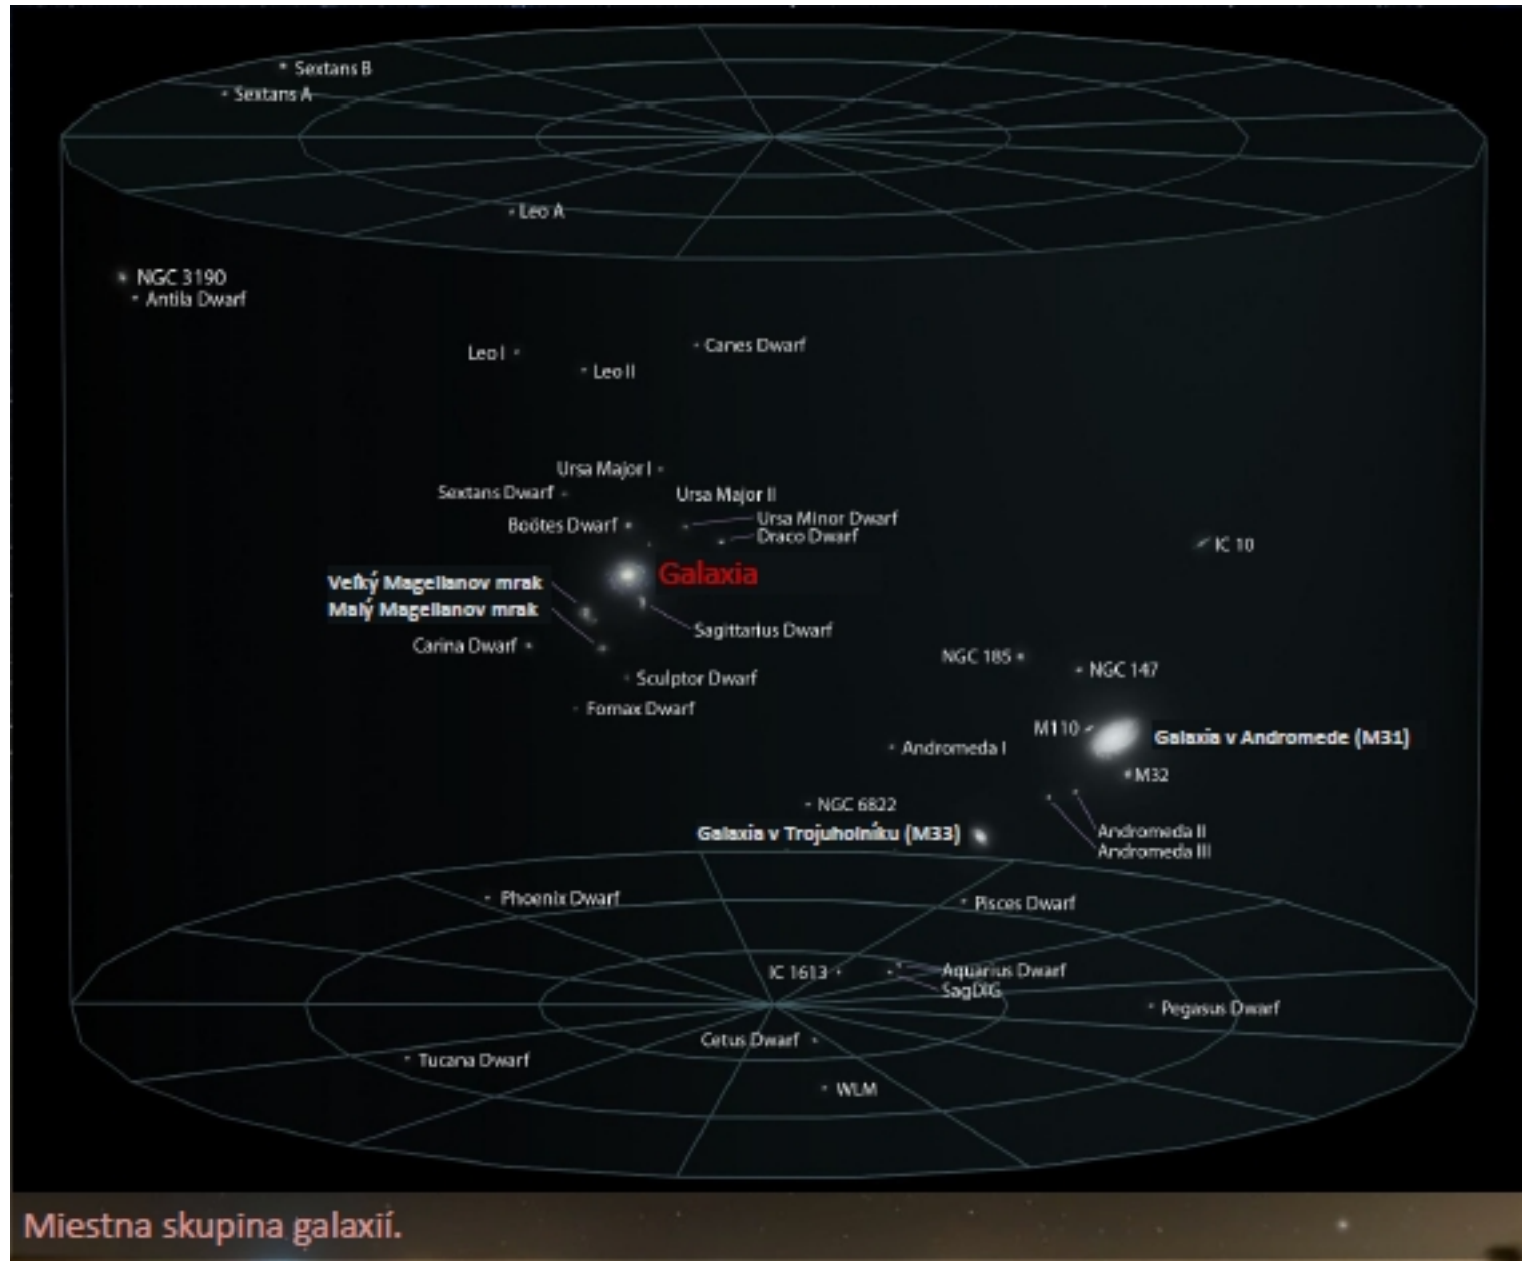 Sextans B
Sextans A
Leo A
NGC 3190
Antila Dwarf
Leo I
Canes Dwarf
Leo II
Ursa Major I
Sextans Dwarf
Ursa Major II
Boötes Dwarf
Ursa Minor Dwarf
Draco Dwarf
IC 10
Galaxia
Veľký Magellanov mrak
Malý Magellanov mrak
Sagittarius Dwarf
Carina Dwarf
NGC 185
NGC 147
Sculptor Dwarf
Fornax Dwarf
M110
Galaxia v Andromede (M31)
Andromeda I
M32
NGC 6822
Galaxia v Trojuholníku (M33)
Andromeda II
Andromeda III
Phoenix Dwarf
Pisces Dwarf
IC 1613
Aquarius Dwarf
SagDIG
Pegasus Dwarf
Cetus Dwarf
Tucana Dwarf
WLM
Miestna skupina galaxií.